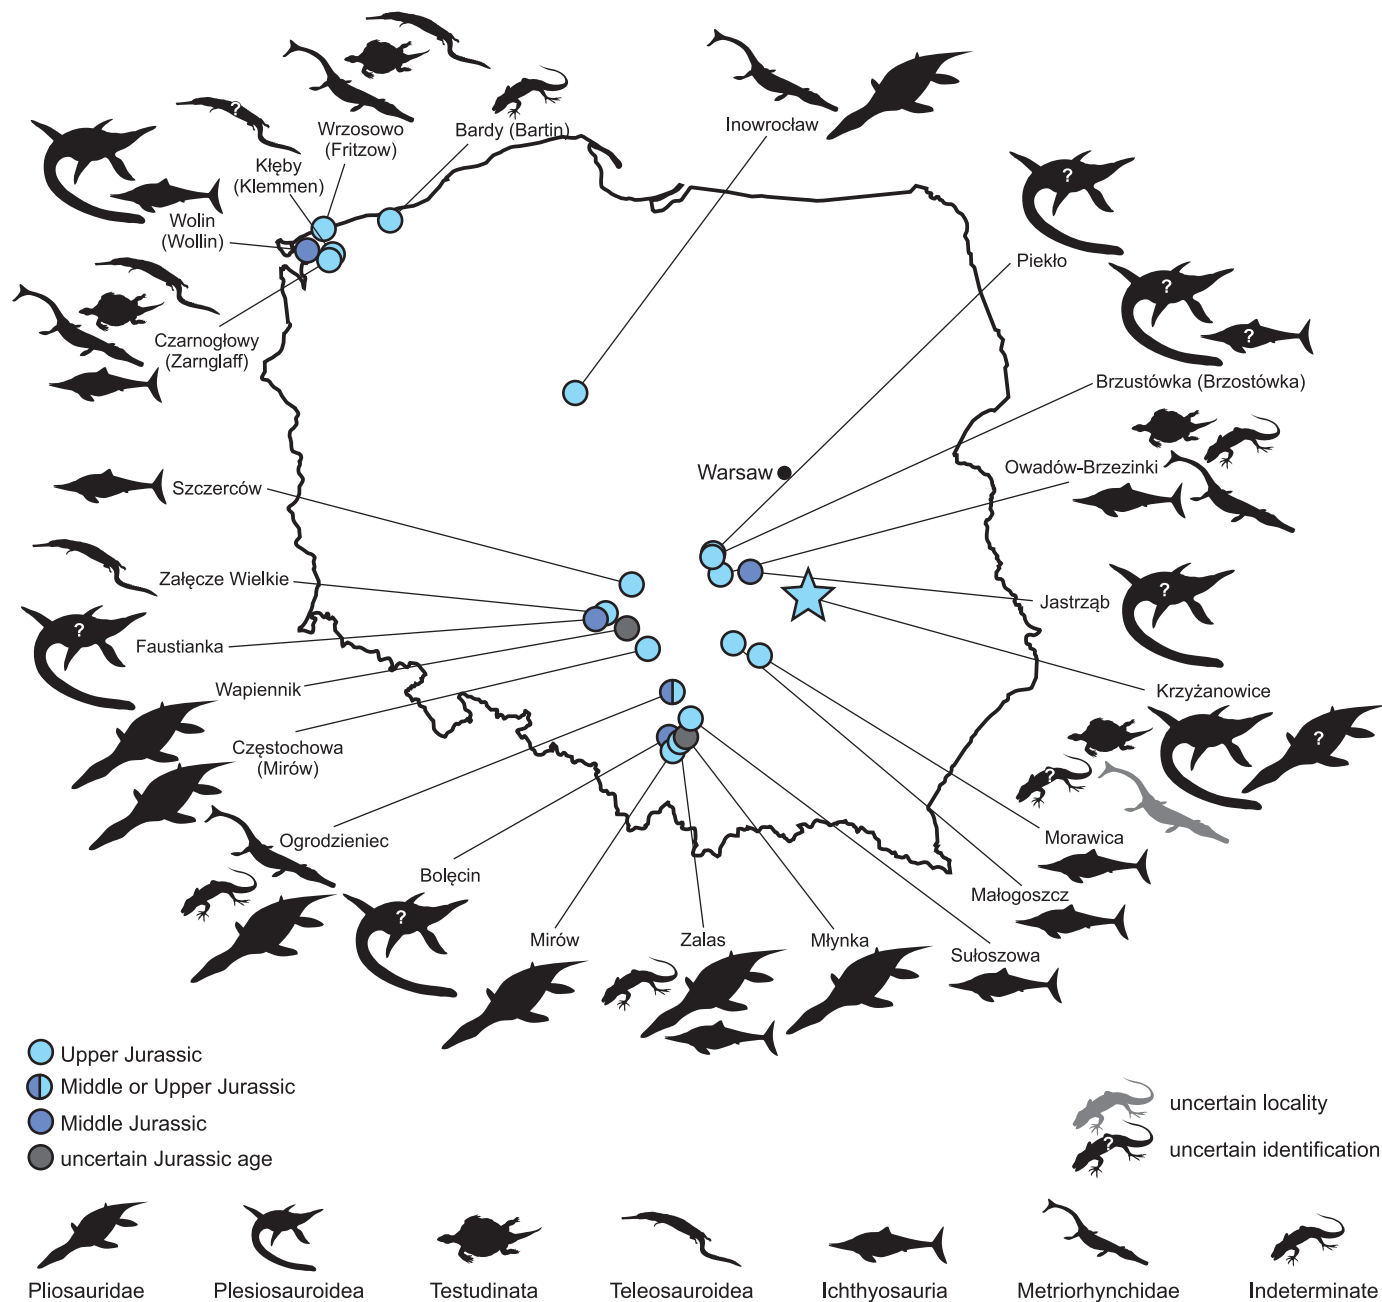 Wrzosowo
(Fritzow)
Bardy (Bartin)
Inowrocław
Kłęby
(Klemmen)
Wolin
(Wollin)
Piekło
Czarnogłowy
(Zarnglaff)
Brzustówka (Brzostówka)
Owadów-Brzezinki
Warsaw
Szczerców
Załęcze Wielkie
Jastrząb
Faustianka
Wapiennik
Krzyżanowice
Częstochowa
(Mirów)
Ogrodzieniec
Morawica
Bolęcin
Małogoszcz
Mirów
Zalas
Młynka
Sułoszowa
?
?
?
?
?
?
?
?
?
Upper Jurassic
Middle or Upper Jurassic
Middle Jurassic
uncertain Jurassic age
uncertain locality
? uncertain identification
Pliosauridae
Plesiosauroidea
Testudinata
Teleosauroidea
Ichthyosauria
Metriorhynchidae
Indeterminate